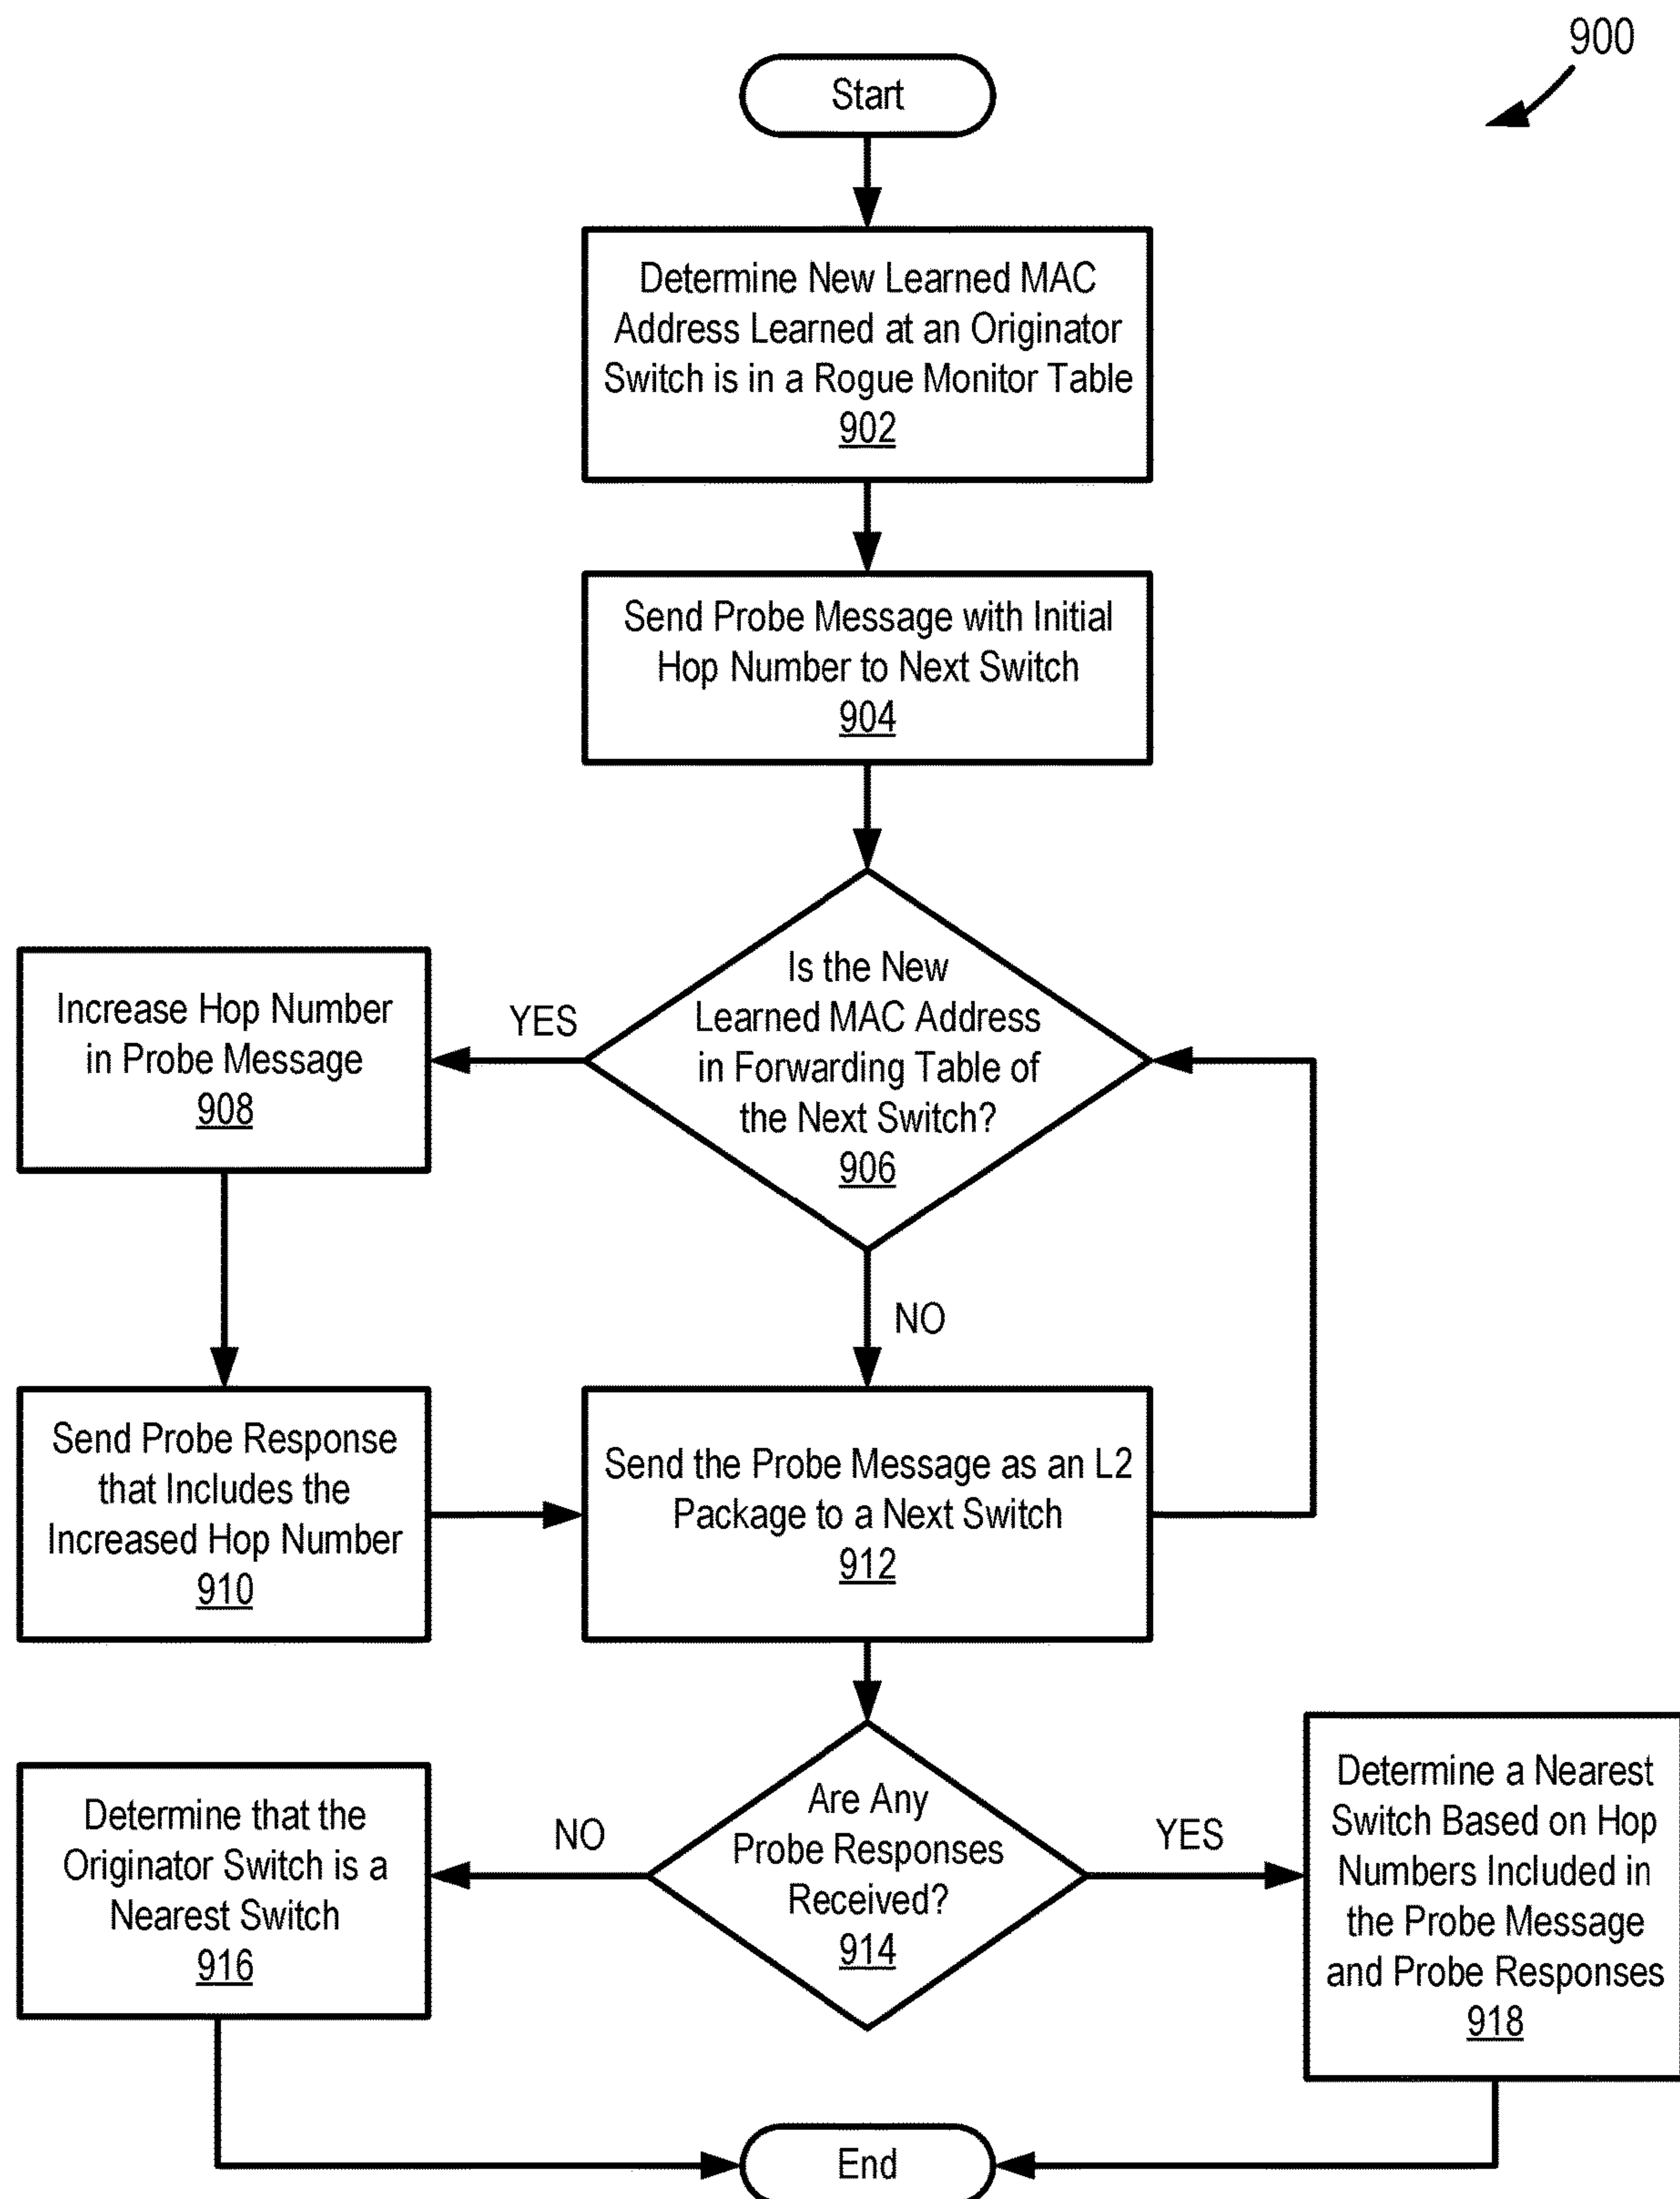 900
Start
Determine New Learned MAC
Address Learned at an Originator
Switch is in a Rogue Monitor Table
902
Send Probe Message with Initial
Hop Number to Next Switch
904
Is the New
Learned MAC Address
in Forwarding Table of
the Next Switch?
906
YES
Increase Hop Number
in Probe Message
908
NO
Send Probe Response
that Includes the
Increased Hop Number
910
Send the Probe Message as an L2
Package to a Next Switch
912
Are Any
Probe Responses
Received?
914
NO
Determine that the
Originator Switch is a
Nearest Switch
916
YES
Determine a Nearest
Switch Based on Hop
Numbers Included in
the Probe Message
and Probe Responses
918
End